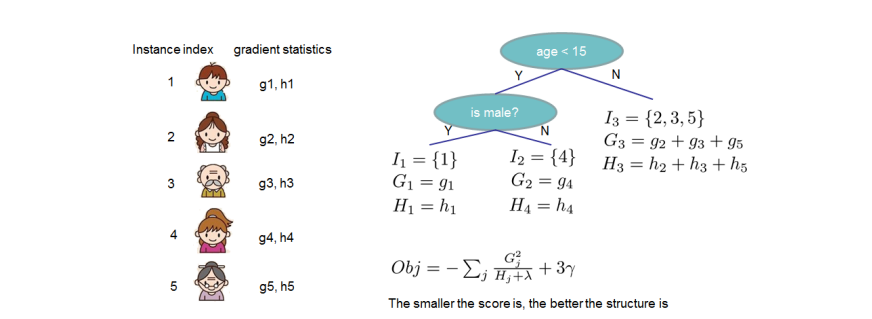 Instance index gradient statistics
1 g1, h1
2 g2, h2
3 g3, h3
4 g4, h4
5 g5, h5
age < 15
Y N
is male?
Y N
I₁ = {1}
G₁ = g₁
H₁ = h₁
I₂ = {4}
G₂ = g₄
H₄ = h₄
I₃ = {2, 3, 5}
G₃ = g₂ + g₃ + g₅
H₃ = h₂ + h₃ + h₅
Obj = − ∑ⱼ Gⱼ² / (Hⱼ+λ) + 3γ
The smaller the score is, the better the structure is